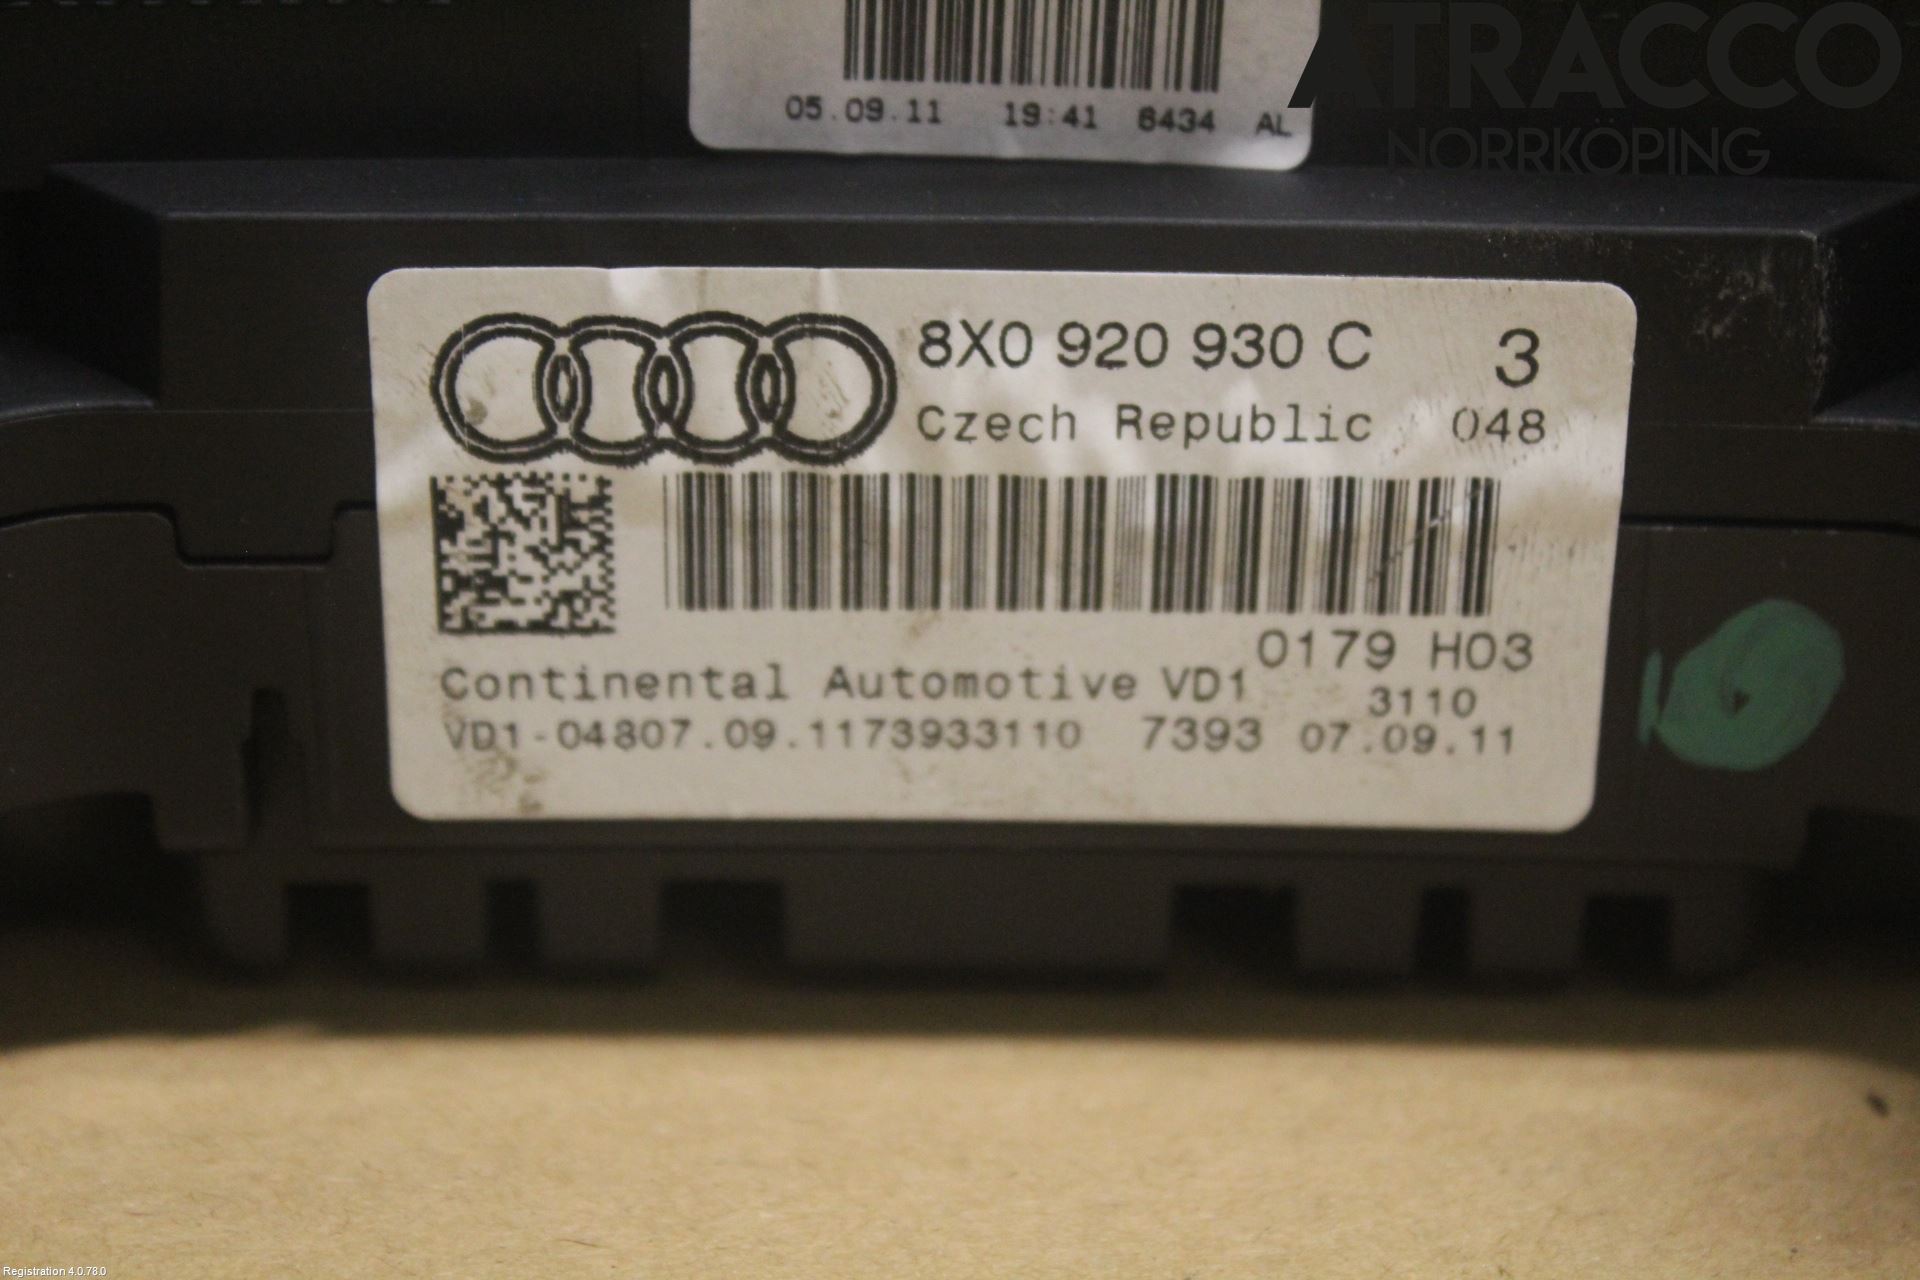 ATRACCO
NORRKÖPING
05.09.11 19:41 6434 AL
8X0 920 930 C 3
Czech Republic 048
0179 H03
Continental Automotive VD1 3110
VD1-04807.09.1173933110 7393 07.09.11
Registration 4.0.78.0